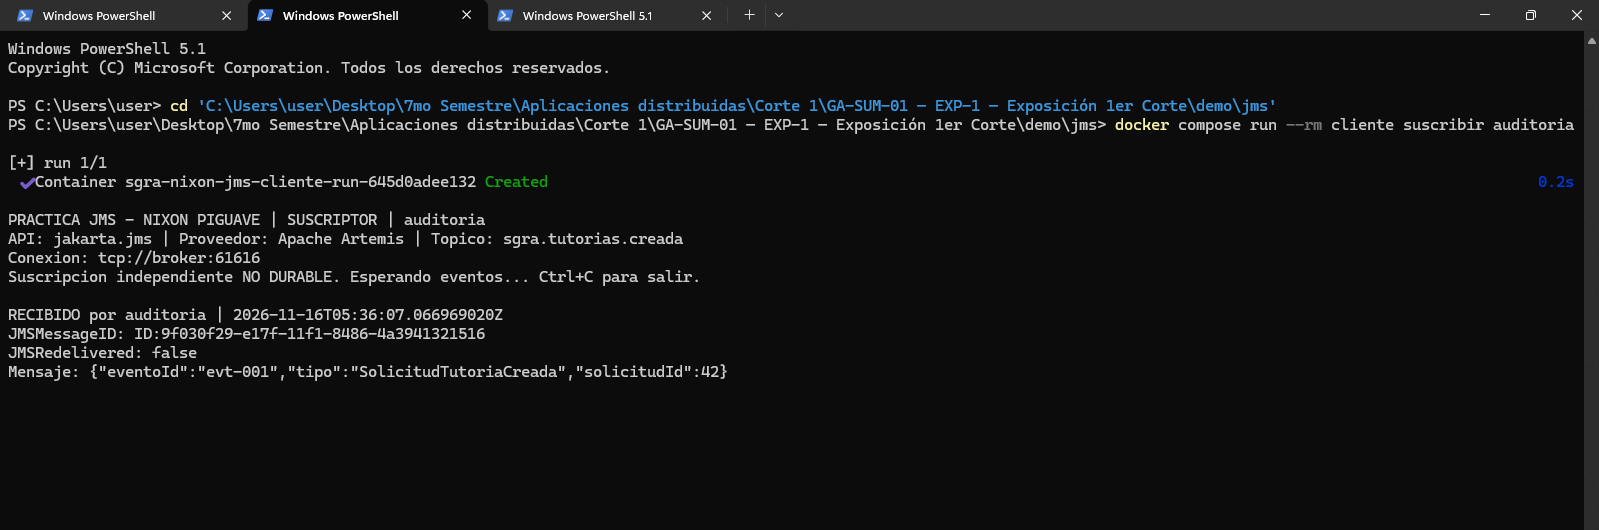 Windows PowerShell
Windows PowerShell
Windows PowerShell 5.1
Windows PowerShell 5.1
Copyright (C) Microsoft Corporation. Todos los derechos reservados.
PS C:\Users\user> cd 'C:\Users\user\Desktop\7mo Semestre\Aplicaciones distribuidas\Corte 1\GA-SUM-01 - EXP-1 - Exposición 1er Corte\demo\jms'
PS C:\Users\user\Desktop\7mo Semestre\Aplicaciones distribuidas\Corte 1\GA-SUM-01 - EXP-1 - Exposición 1er Corte\demo\jms> docker compose run --rm cliente suscribir auditoria
[+] run 1/1
✔Container sgra-nixon-jms-cliente-run-645d0adee132 Created 0.2s
PRACTICA JMS - NIXON PIGUAVE | SUSCRIPTOR | auditoria
API: jakarta.jms | Proveedor: Apache Artemis | Topico: sgra.tutorias.creada
Conexion: tcp://broker:61616
Suscripcion independiente NO DURABLE. Esperando eventos... Ctrl+C para salir.
RECIBIDO por auditoria | 2026-11-16T05:36:07.066969020Z
JMSMessageID: ID:9f030f29-e17f-11f1-8486-4a3941321516
JMSRedelivered: false
Mensaje: {"eventoId":"evt-001","tipo":"SolicitudTutoriaCreada","solicitudId":42}